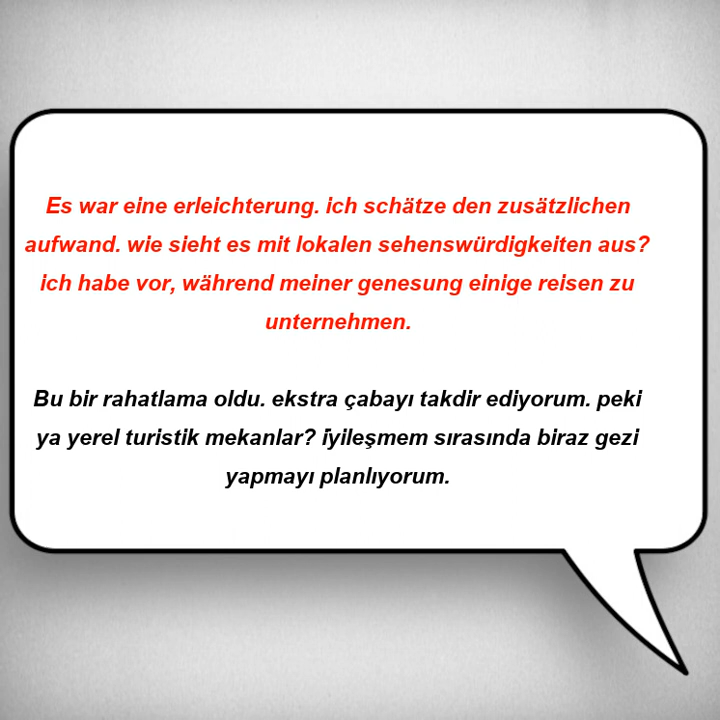 Es war eine erleichterung. ich schätze den zusätzlichen
aufwand. wie sieht es mit lokalen sehenswürdigkeiten aus?
ich habe vor, während meiner genesung einige reisen zu
unternehmen.
Bu bir rahatlama oldu. ekstra çabayı takdir ediyorum. peki
ya yerel turistik mekanlar? i̇yileşmem sırasında biraz gezi
yapmayı planlıyorum.